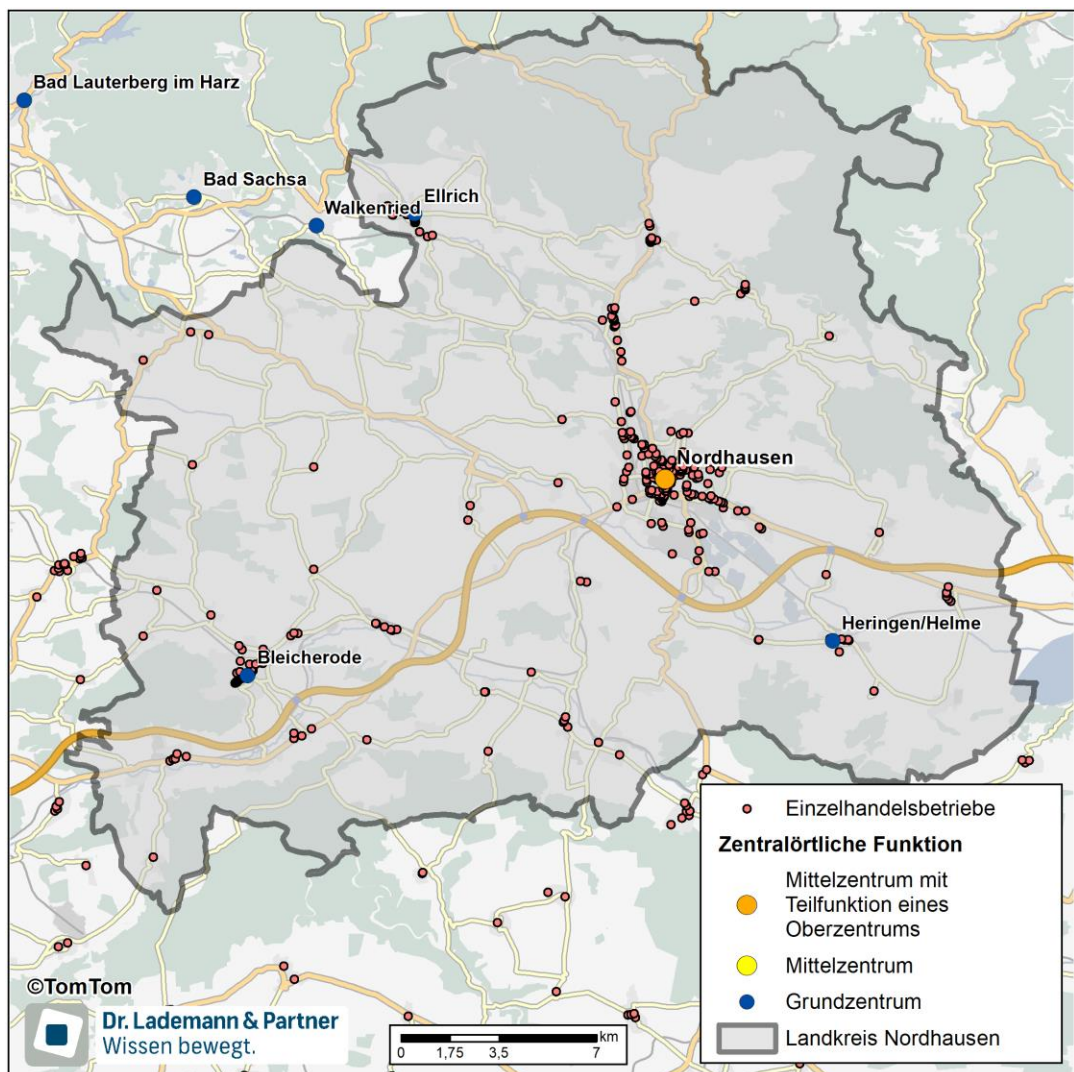 Bad Lauterberg im Harz
Bad Sachsa
Ellrich
Walkenried
Nordhausen
Heringen/Helme
Bleicherode
Einzelhandelsbetriebe
Zentralörtliche Funktion
Mittelzentrum mit
Teilfunktion eines
Oberzentrums
Mittelzentrum
Grundzentrum
Landkreis Nordhausen
©TomTom
Dr. Lademann & Partner
Wissen bewegt.
km
0 1,75 3,5 7